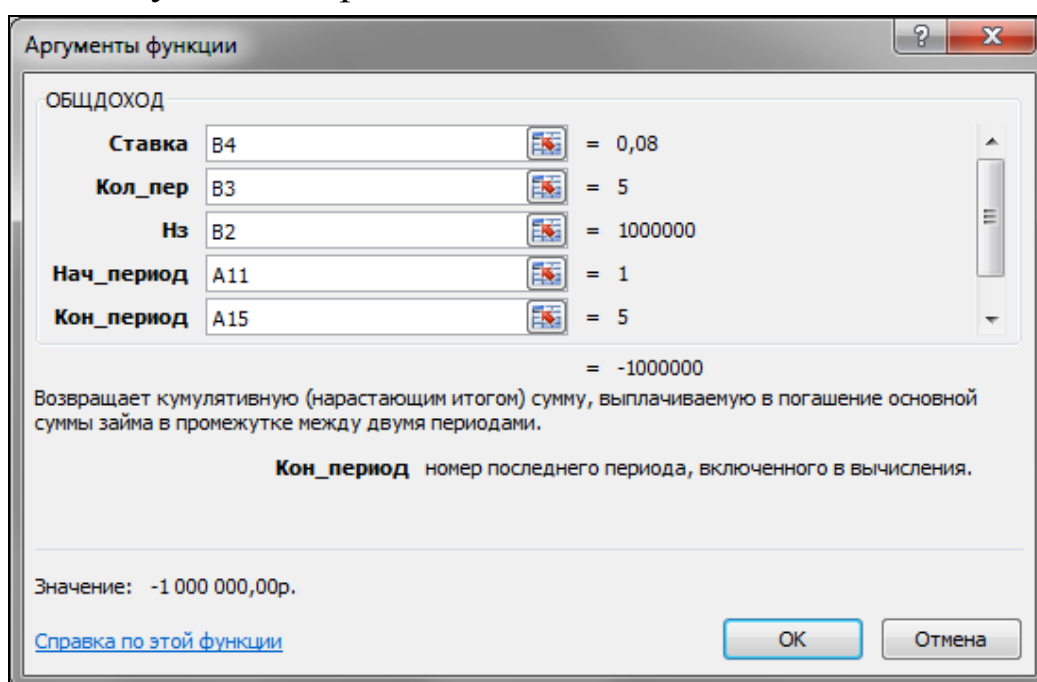 Аргументы функции
ОБЩДОХОД
Ставка B4 = 0,08
Кол_пер B3 = 5
Нз B2 = 1000000
Нач_период A11 = 1
Кон_период A15 = 5
= -1000000
Возвращает кумулятивную (нарастающим итогом) сумму, выплачиваемую в погашение основной
суммы займа в промежутке между двумя периодами.
Кон_период номер последнего периода, включенного в вычисления.
Значение: -1 000 000,00р.
Справка по этой функции
ОК Отмена